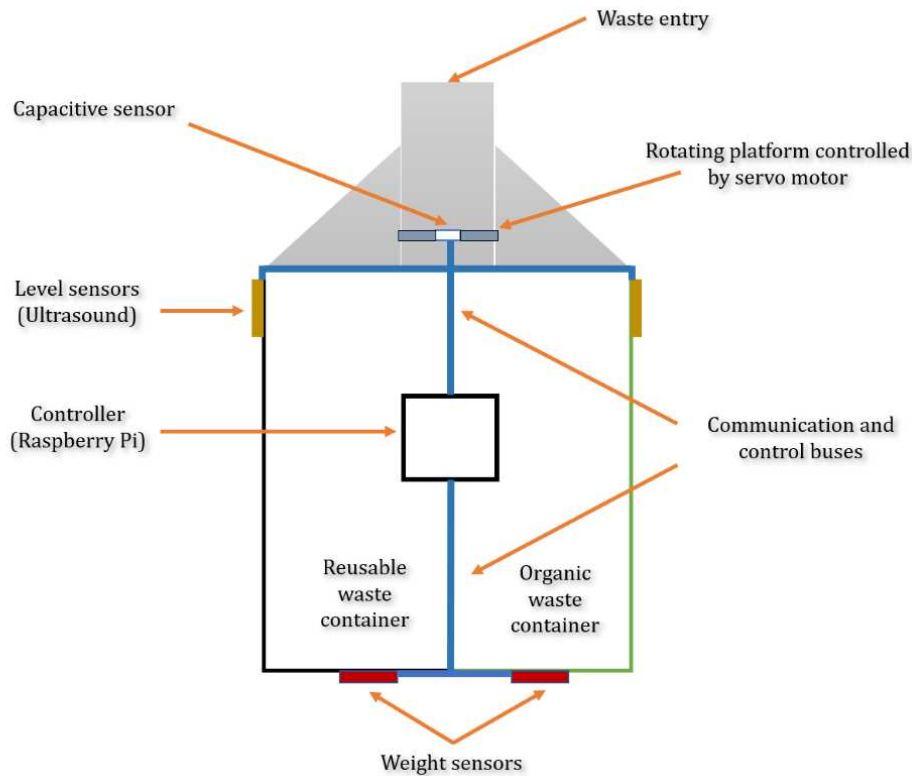 Waste entry
Capacitive sensor
Rotating platform controlled
by servo motor
Level sensors
(Ultrasound)
Controller
(Raspberry Pi)
Communication and
control buses
Reusable
waste
container
Organic
waste
container
Weight sensors